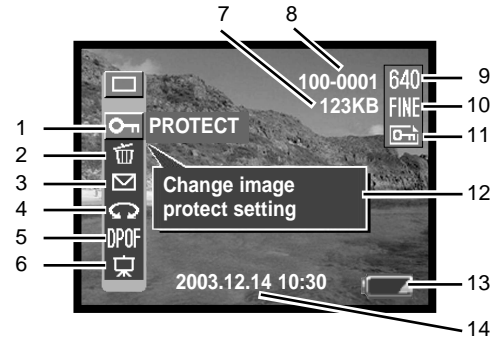 7
8
100-0001
640
9
123KB
FINE
10
11
1
PROTECT
2
3
Change image
protect setting
12
4
5
DPOF
6
2003.12.14 10:30
13
14